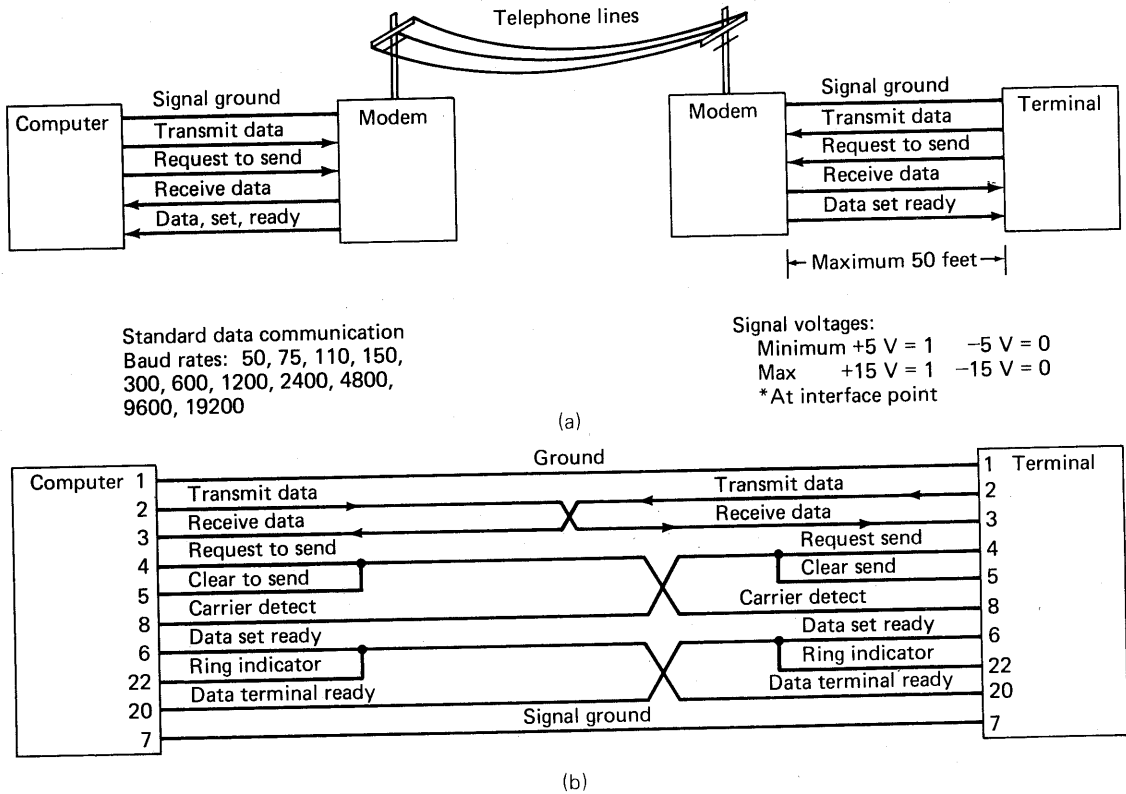 Telephone lines
Signal ground
Computer
Transmit data
Request to send
Receive data
Data, set, ready
Modem
Modem
Signal ground
Transmit data
Request to send
Receive data
Data set ready
Terminal
Maximum 50 feet
Standard data communication
Baud rates: 50, 75, 110, 150,
300, 600, 1200, 2400, 4800,
9600, 19200
Signal voltages:
Minimum +5 V = 1 −5 V = 0
Max +15 V = 1 −15 V = 0
*At interface point
(a)
Computer 1 Ground 1 Terminal
2 Transmit data Transmit data 2
3 Receive data Receive data 3
4 Request to send Request send 4
5 Clear to send Clear send 5
8 Carrier detect Carrier detect 8
6 Data set ready Data set ready 6
22 Ring indicator Ring indicator 22
20 Data terminal ready Data terminal ready 20
7 Signal ground 7
(b)